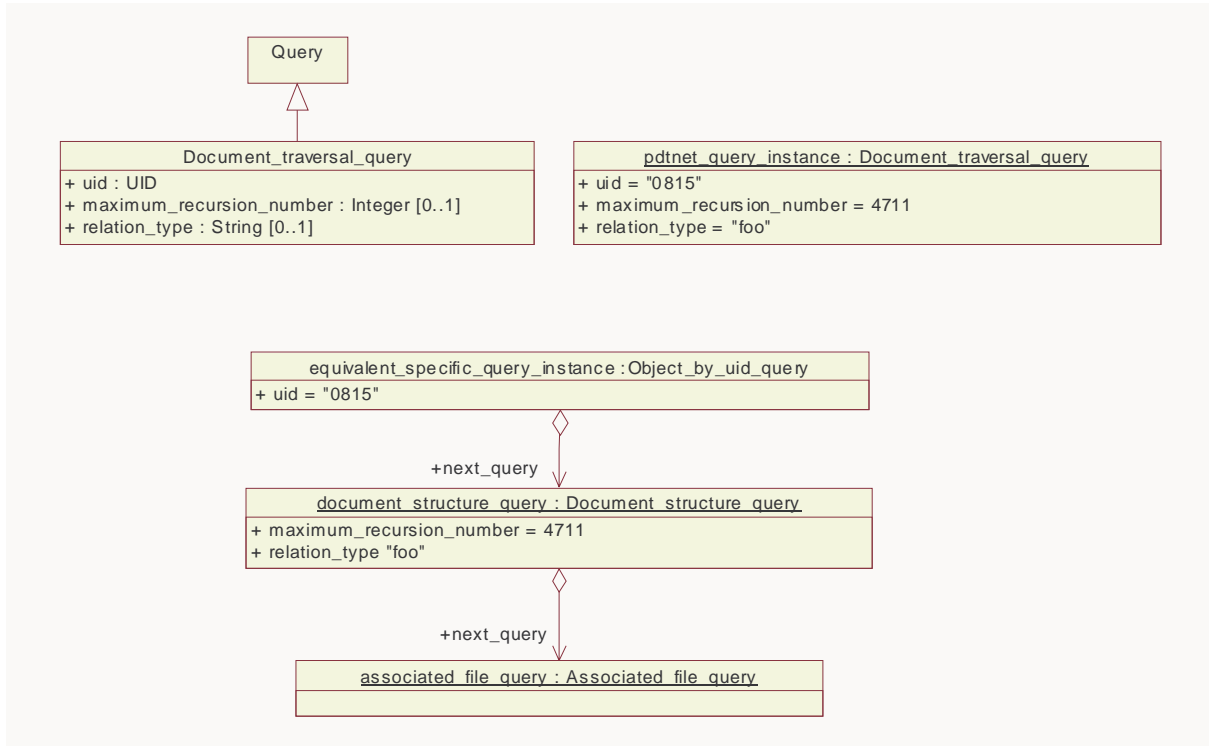 Query
Document_traversal_query
+ uid : UID
+ maximum_recursion_number : Integer [0..1]
+ relation_type : String [0..1]
pdtnet_query_instance : Document_traversal_query
+ uid = "0815"
+ maximum_recursion_number = 4711
+ relation_type = "foo"
equivalent_specific_query_instance :Object_by_uid_query
+ uid = "0815"
+next_query
document_structure_query : Document_structure_query
+ maximum_recursion_number = 4711
+ relation_type "foo"
+next_query
associated_file_query : Associated_file_query